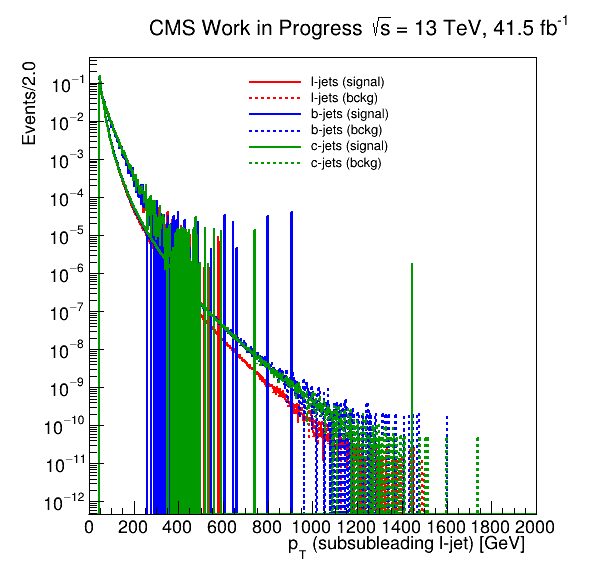 CMS Work in Progress √s = 13 TeV, 41.5 fb⁻¹
Events/2.0
l-jets (signal)
l-jets (bckg)
b-jets (signal)
b-jets (bckg)
c-jets (signal)
c-jets (bckg)
10⁻¹
10⁻²
10⁻³
10⁻⁴
10⁻⁵
10⁻⁶
10⁻⁷
10⁻⁸
10⁻⁹
10⁻¹⁰
10⁻¹¹
10⁻¹²
0 200 400 600 800 1000 1200 1400 1600 1800 2000
p_T (subsubleading l-jet) [GeV]